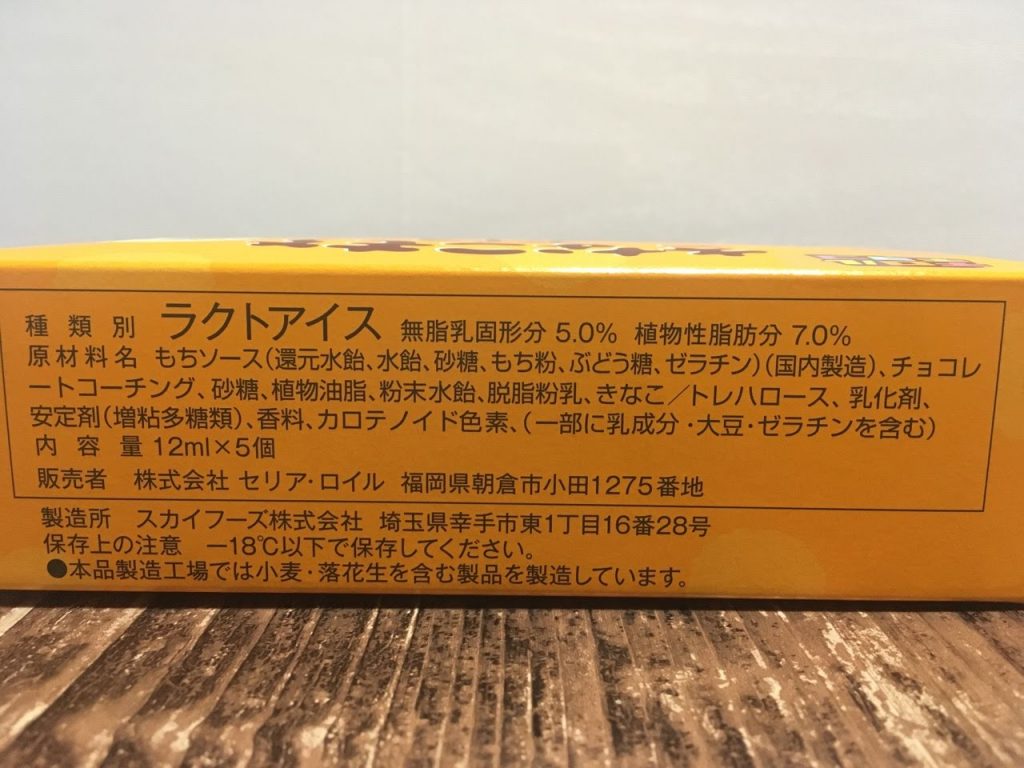 種類別 ラクトアイス 無脂乳固形分 5.0% 植物性脂肪分 7.0%
原材料名 もちソース(還元水飴、水飴、砂糖、もち粉、ぶどう糖、ゼラチン)(国内製造)、チョコレ
ートコーチング、砂糖、植物油脂、粉末水飴、脱脂粉乳、きなこ／トレハロース、乳化剤、
安定剤(増粘多糖類)、香料、カロテノイド色素、(一部に乳成分・大豆・ゼラチンを含む)
内容量 12ml×5個
販売者 株式会社 セリア・ロイル 福岡県朝倉市小田1275番地
製造所 スカイフーズ株式会社 埼玉県幸手市東1丁目16番28号
保存上の注意 －18℃以下で保存してください。
●本品製造工場では小麦・落花生を含む製品を製造しています。